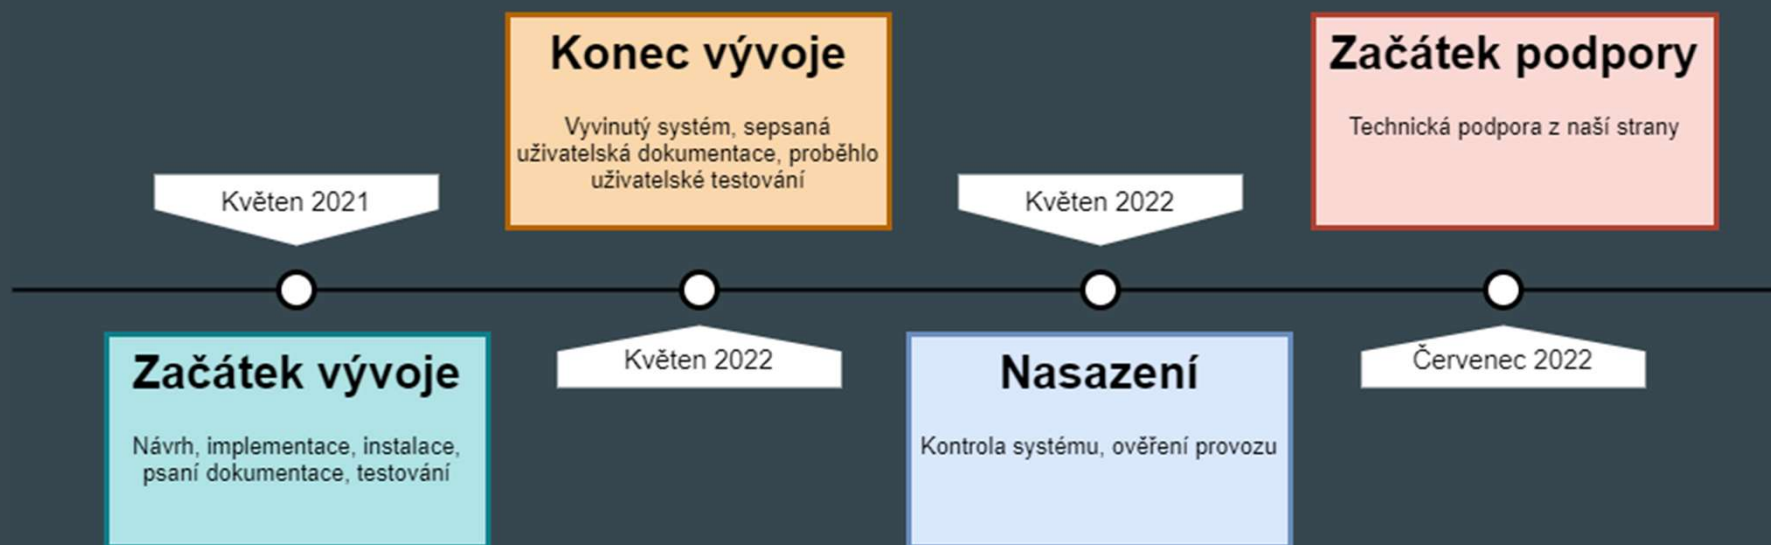 Květen 2021
Začátek vývoje
Návrh, implementace, instalace,
psaní dokumentace, testování
Konec vývoje
Vyvinutý systém, sepsaná
uživatelská dokumentace, proběhlo
uživatelské testování
Květen 2022
Květen 2022
Nasazení
Kontrola systému, ověření provozu
Začátek podpory
Technická podpora z naší strany
Červenec 2022